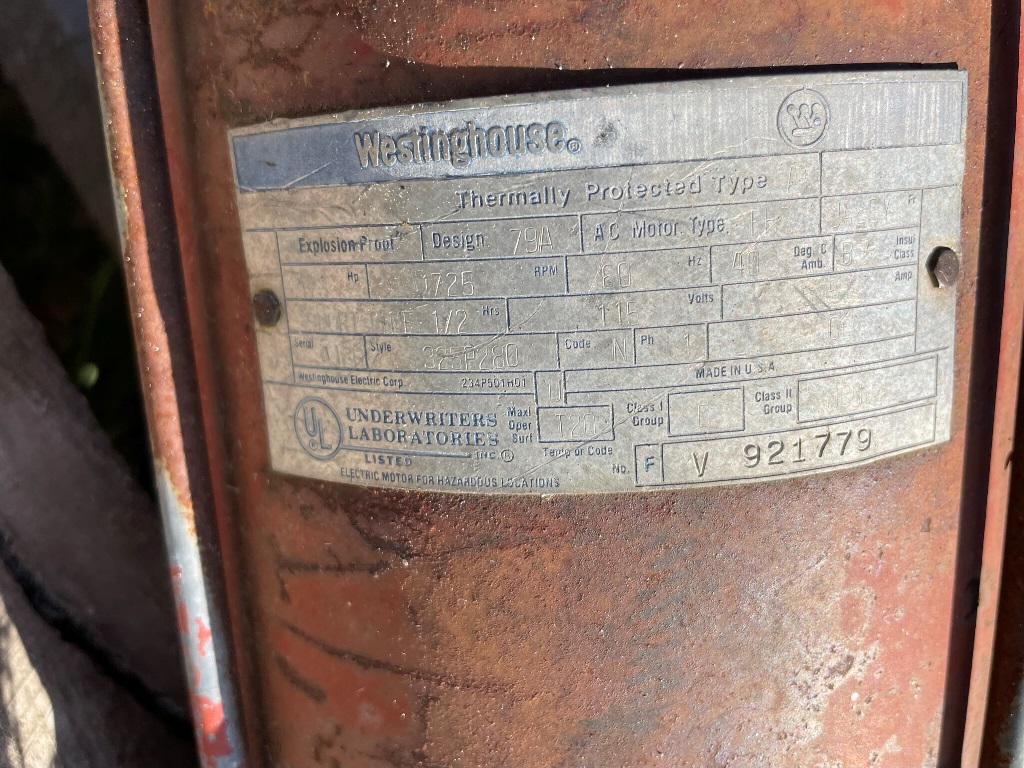 Westinghouse®
Thermally Protected Type
Explosion Proof Design 79A AC Motor Type Fr
Hp 1725 RPM 60 Hz 40 Deg. C Amb. B Insul Class
1/2 Hrs Volts Amp
Serial Style Code N Ph 1
Westinghouse Electric Corp. 234P501H01 MADE IN U.S.A.
UL UNDERWRITERS LABORATORIES INC.® LISTED
Maxi Oper Surf Temp or Code Class I Group Class II Group
NO. F V 921779
ELECTRIC MOTOR FOR HAZARDOUS LOCATIONS